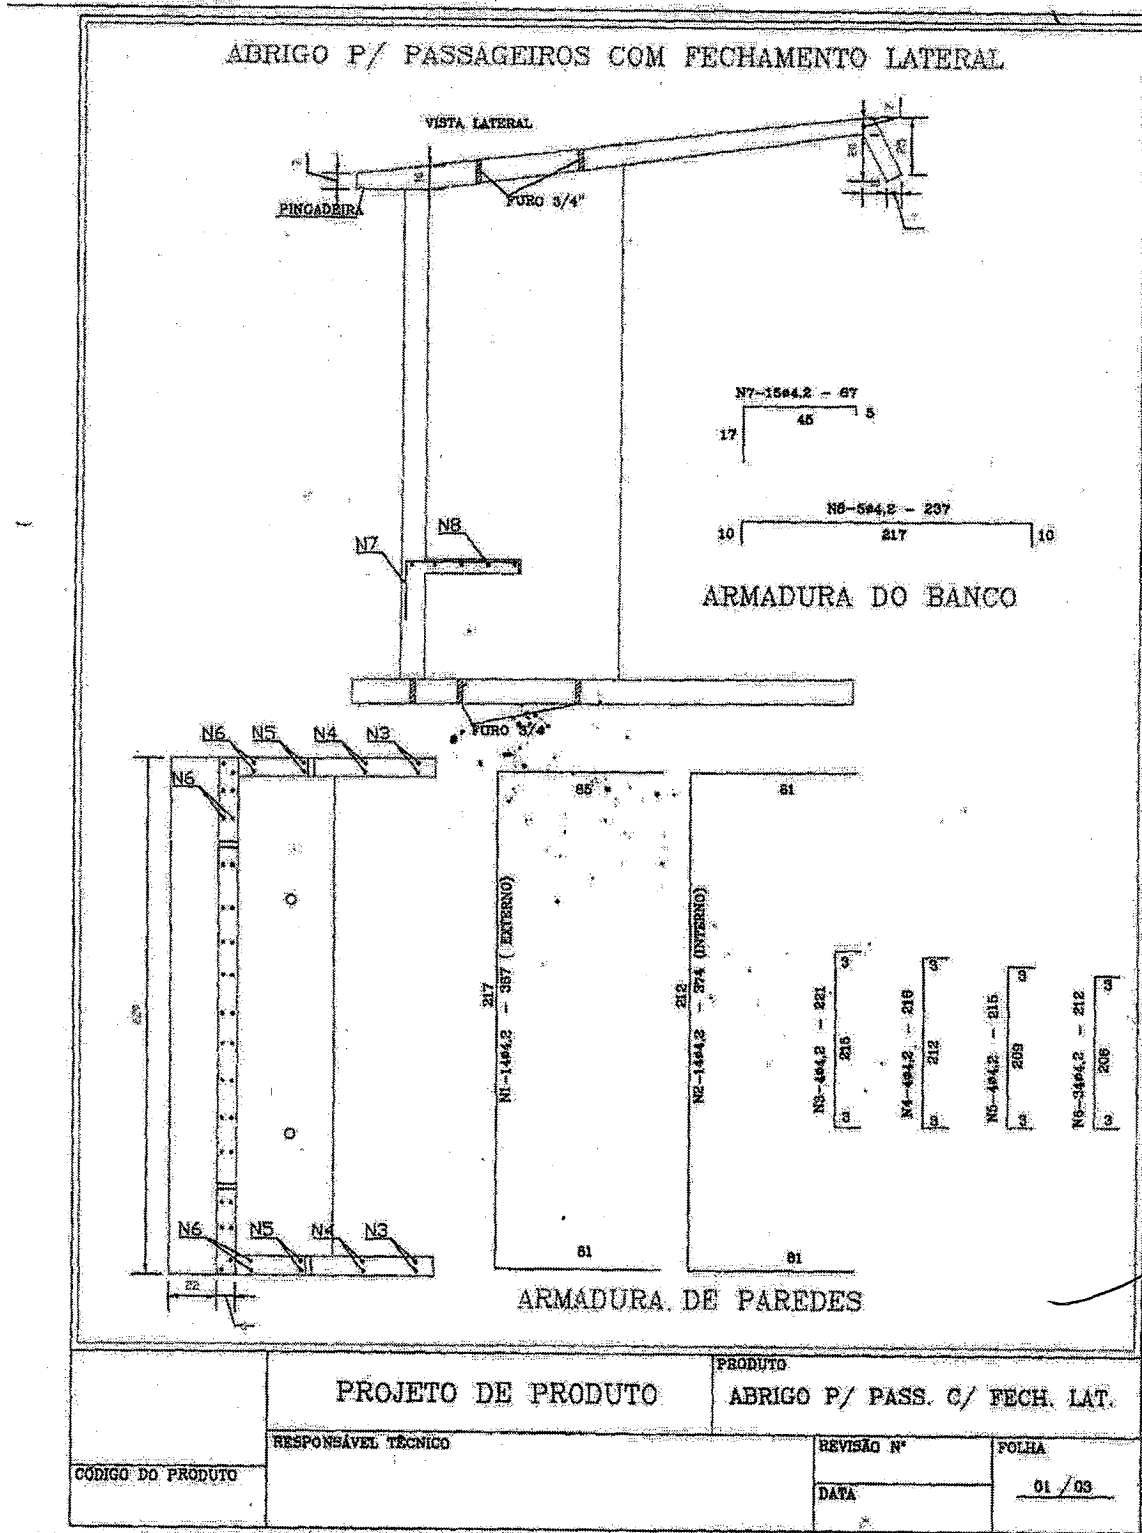 ABRIGO P/ PASSAGEIROS COM FECHAMENTO LATERAL
VISTA LATERAL
PINGADEIRA
FURO 3/4"
N7-15ø4,2 - 67
17
45
5
N8-5ø4,2 - 237
10
217
10
ARMADURA DO BANCO
N7
N8
FURO 3/4
N6
N5
N4
N3
N6
65
61
N1-14ø4,2 - 357 (EXTERNO)
217
N2-14ø4,2 - 374 (INTERNO)
212
N3-4ø4,2 - 221
215
3
3
N4-4ø4,2 - 218
212
3
3
N5-4ø4,2 - 215
209
3
3
N6-34ø4,2 - 212
206
3
3
N6
N5
N4
N3
22
81
81
ARMADURA DE PAREDES
PROJETO DE PRODUTO
PRODUTO
ABRIGO P/ PASS. C/ FECH. LAT.
RESPONSÁVEL TÉCNICO
REVISÃO Nº
FOLHA
CÓDIGO DO PRODUTO
DATA
01/03